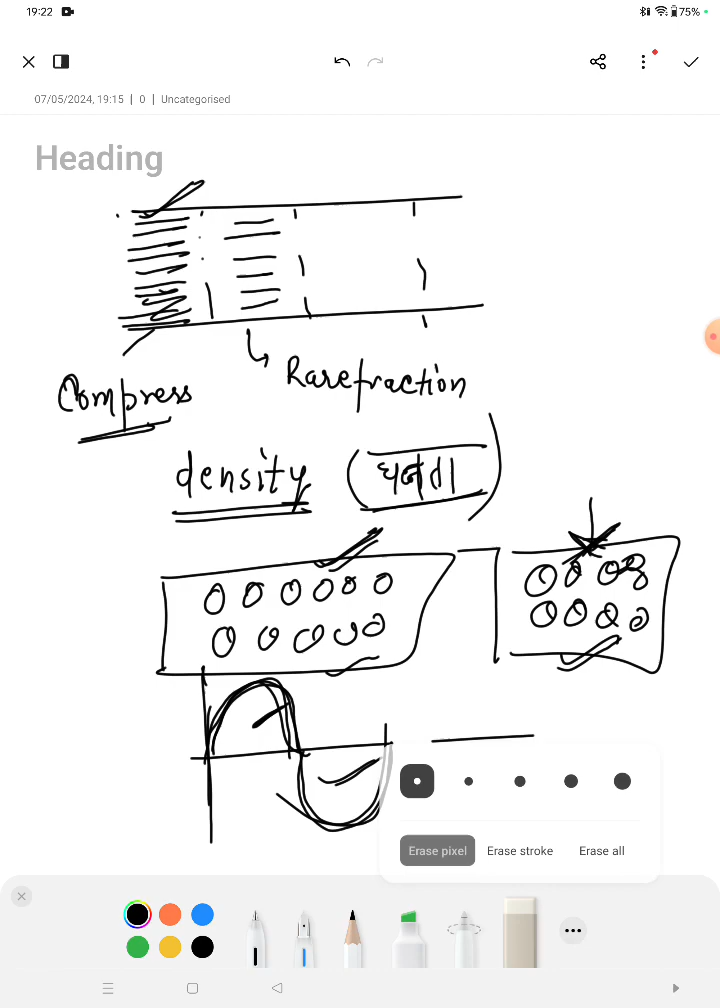 19:22 75%
07/05/2024, 19:15 | 0 | Uncategorised
Heading
Rarefraction
Compress
density (घनता)
Erase pixel Erase stroke Erase all